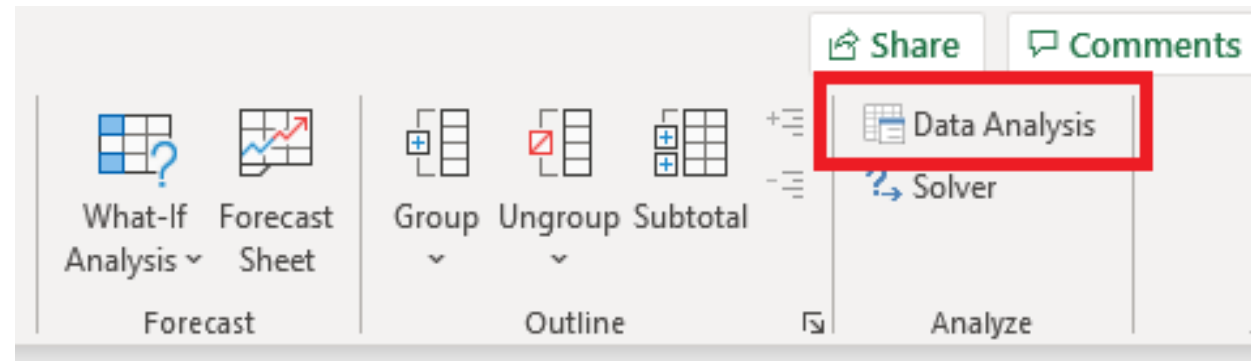 Share Comments
Data Analysis
Solver
What-If Forecast Group Ungroup Subtotal
Analysis Sheet
Forecast Outline Analyze